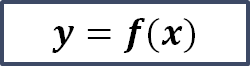 y = f(x)